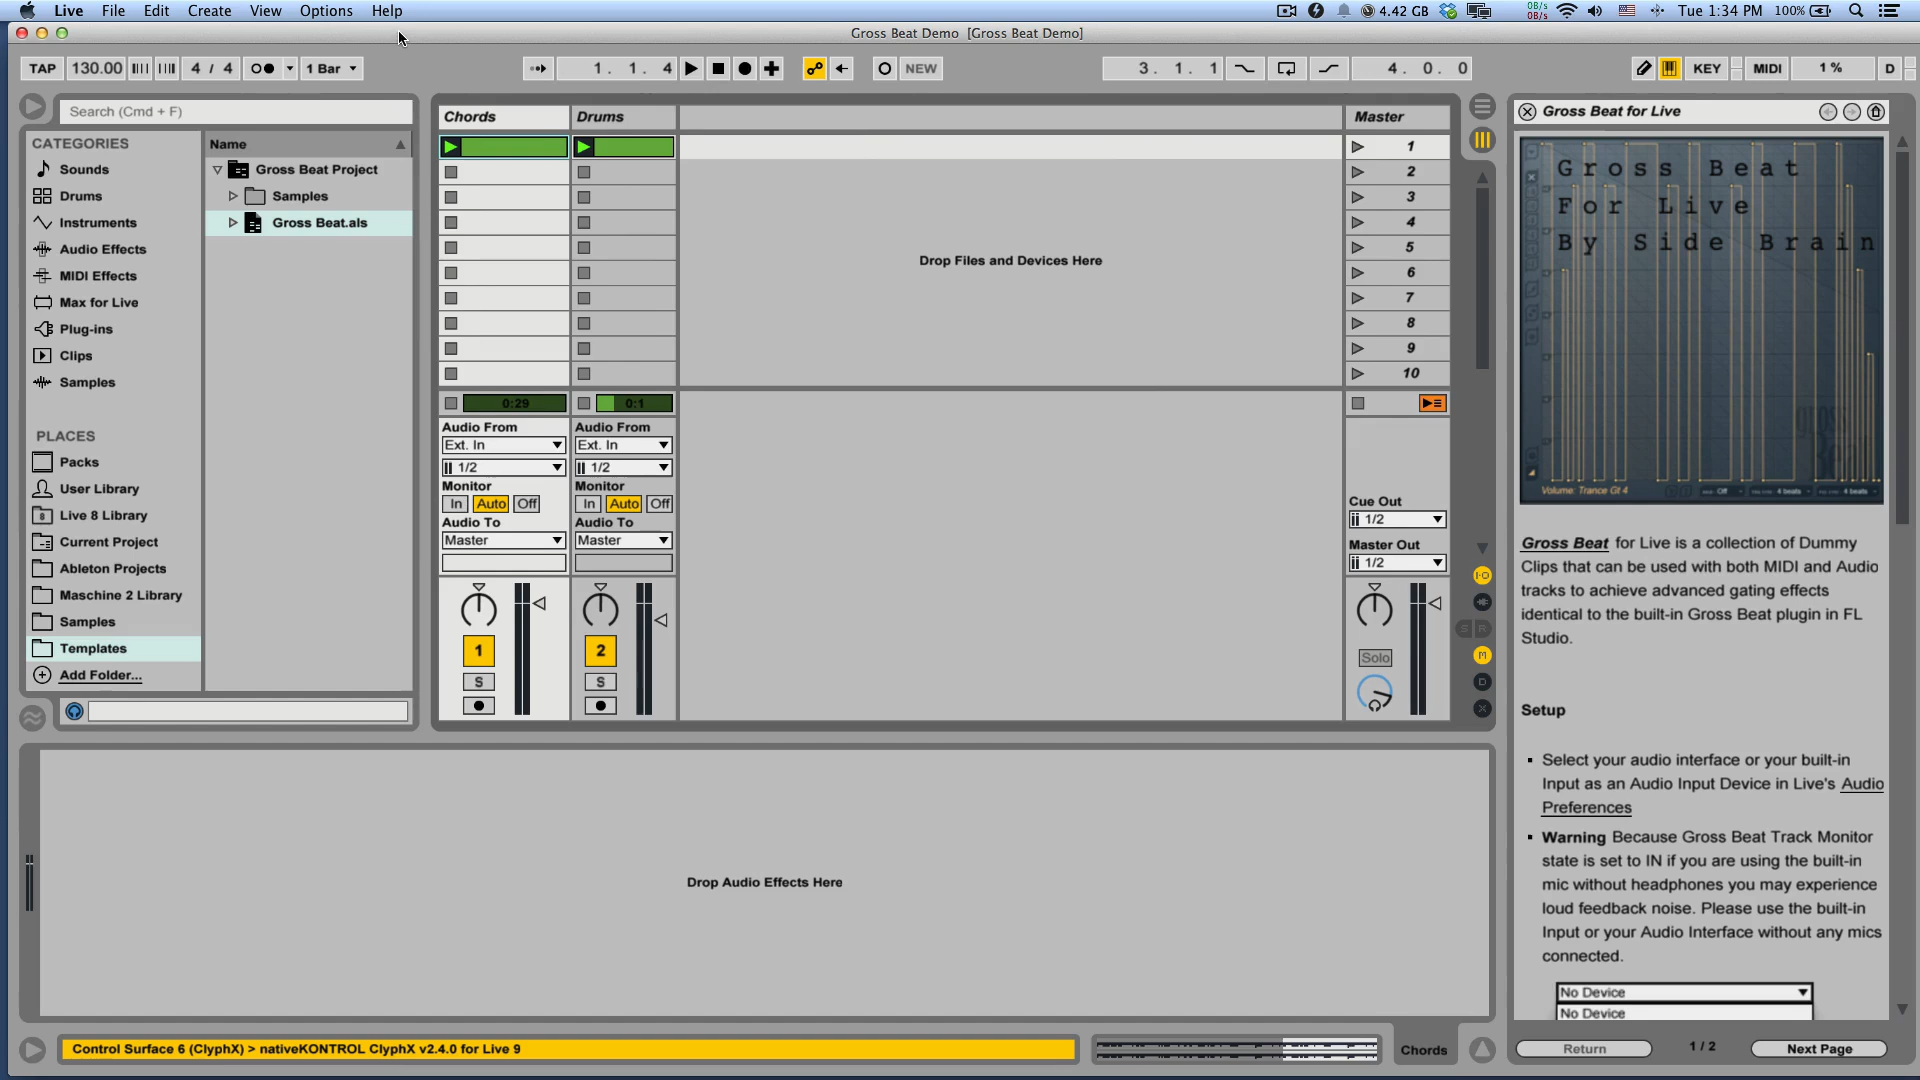 Live File Edit Create View Options Help
4.42 GB
0B/s
0B/s
Tue 1:34 PM 100%
Gross Beat Demo [Gross Beat Demo]
TAP 130.00 4 / 4 1 Bar
1. 1. 4
NEW
3. 1. 1
4. 0. 0
KEY MIDI 1 % D
Search (Cmd + F)
CATEGORIES
Sounds
Drums
Instruments
Audio Effects
MIDI Effects
Max for Live
Plug-ins
Clips
Samples
PLACES
Packs
User Library
Live 8 Library
Current Project
Ableton Projects
Maschine 2 Library
Samples
Templates
Add Folder...
Name
Gross Beat Project
Samples
Gross Beat.als
Chords Drums Master
1
2
3
4
5
6
7
8
9
10
Drop Files and Devices Here
0:29 0:1
Audio From Audio From
Ext. In Ext. In
1/2 1/2
Monitor Monitor
In Auto Off In Auto Off
Audio To Audio To
Master Master
Cue Out
1/2
Master Out
1/2
1 2
Solo
S S
I·O
S R
M
D
X
Drop Audio Effects Here
Control Surface 6 (ClyphX) > nativeKONTROL ClyphX v2.4.0 for Live 9
Chords
Gross Beat for Live
Gross Beat
For Live
By Side Brain
Volume: Trance Gt 4
Off
4 beats
4 beats
Gross Beat for Live is a collection of Dummy
Clips that can be used with both MIDI and Audio
tracks to achieve advanced gating effects
identical to the built-in Gross Beat plugin in FL
Studio.
Setup
Select your audio interface or your built-in
Input as an Audio Input Device in Live's Audio
Preferences
Warning Because Gross Beat Track Monitor
state is set to IN if you are using the built-in
mic without headphones you may experience
loud feedback noise. Please use the built-in
Input or your Audio Interface without any mics
connected.
No Device
No Device
Return 1 / 2 Next Page